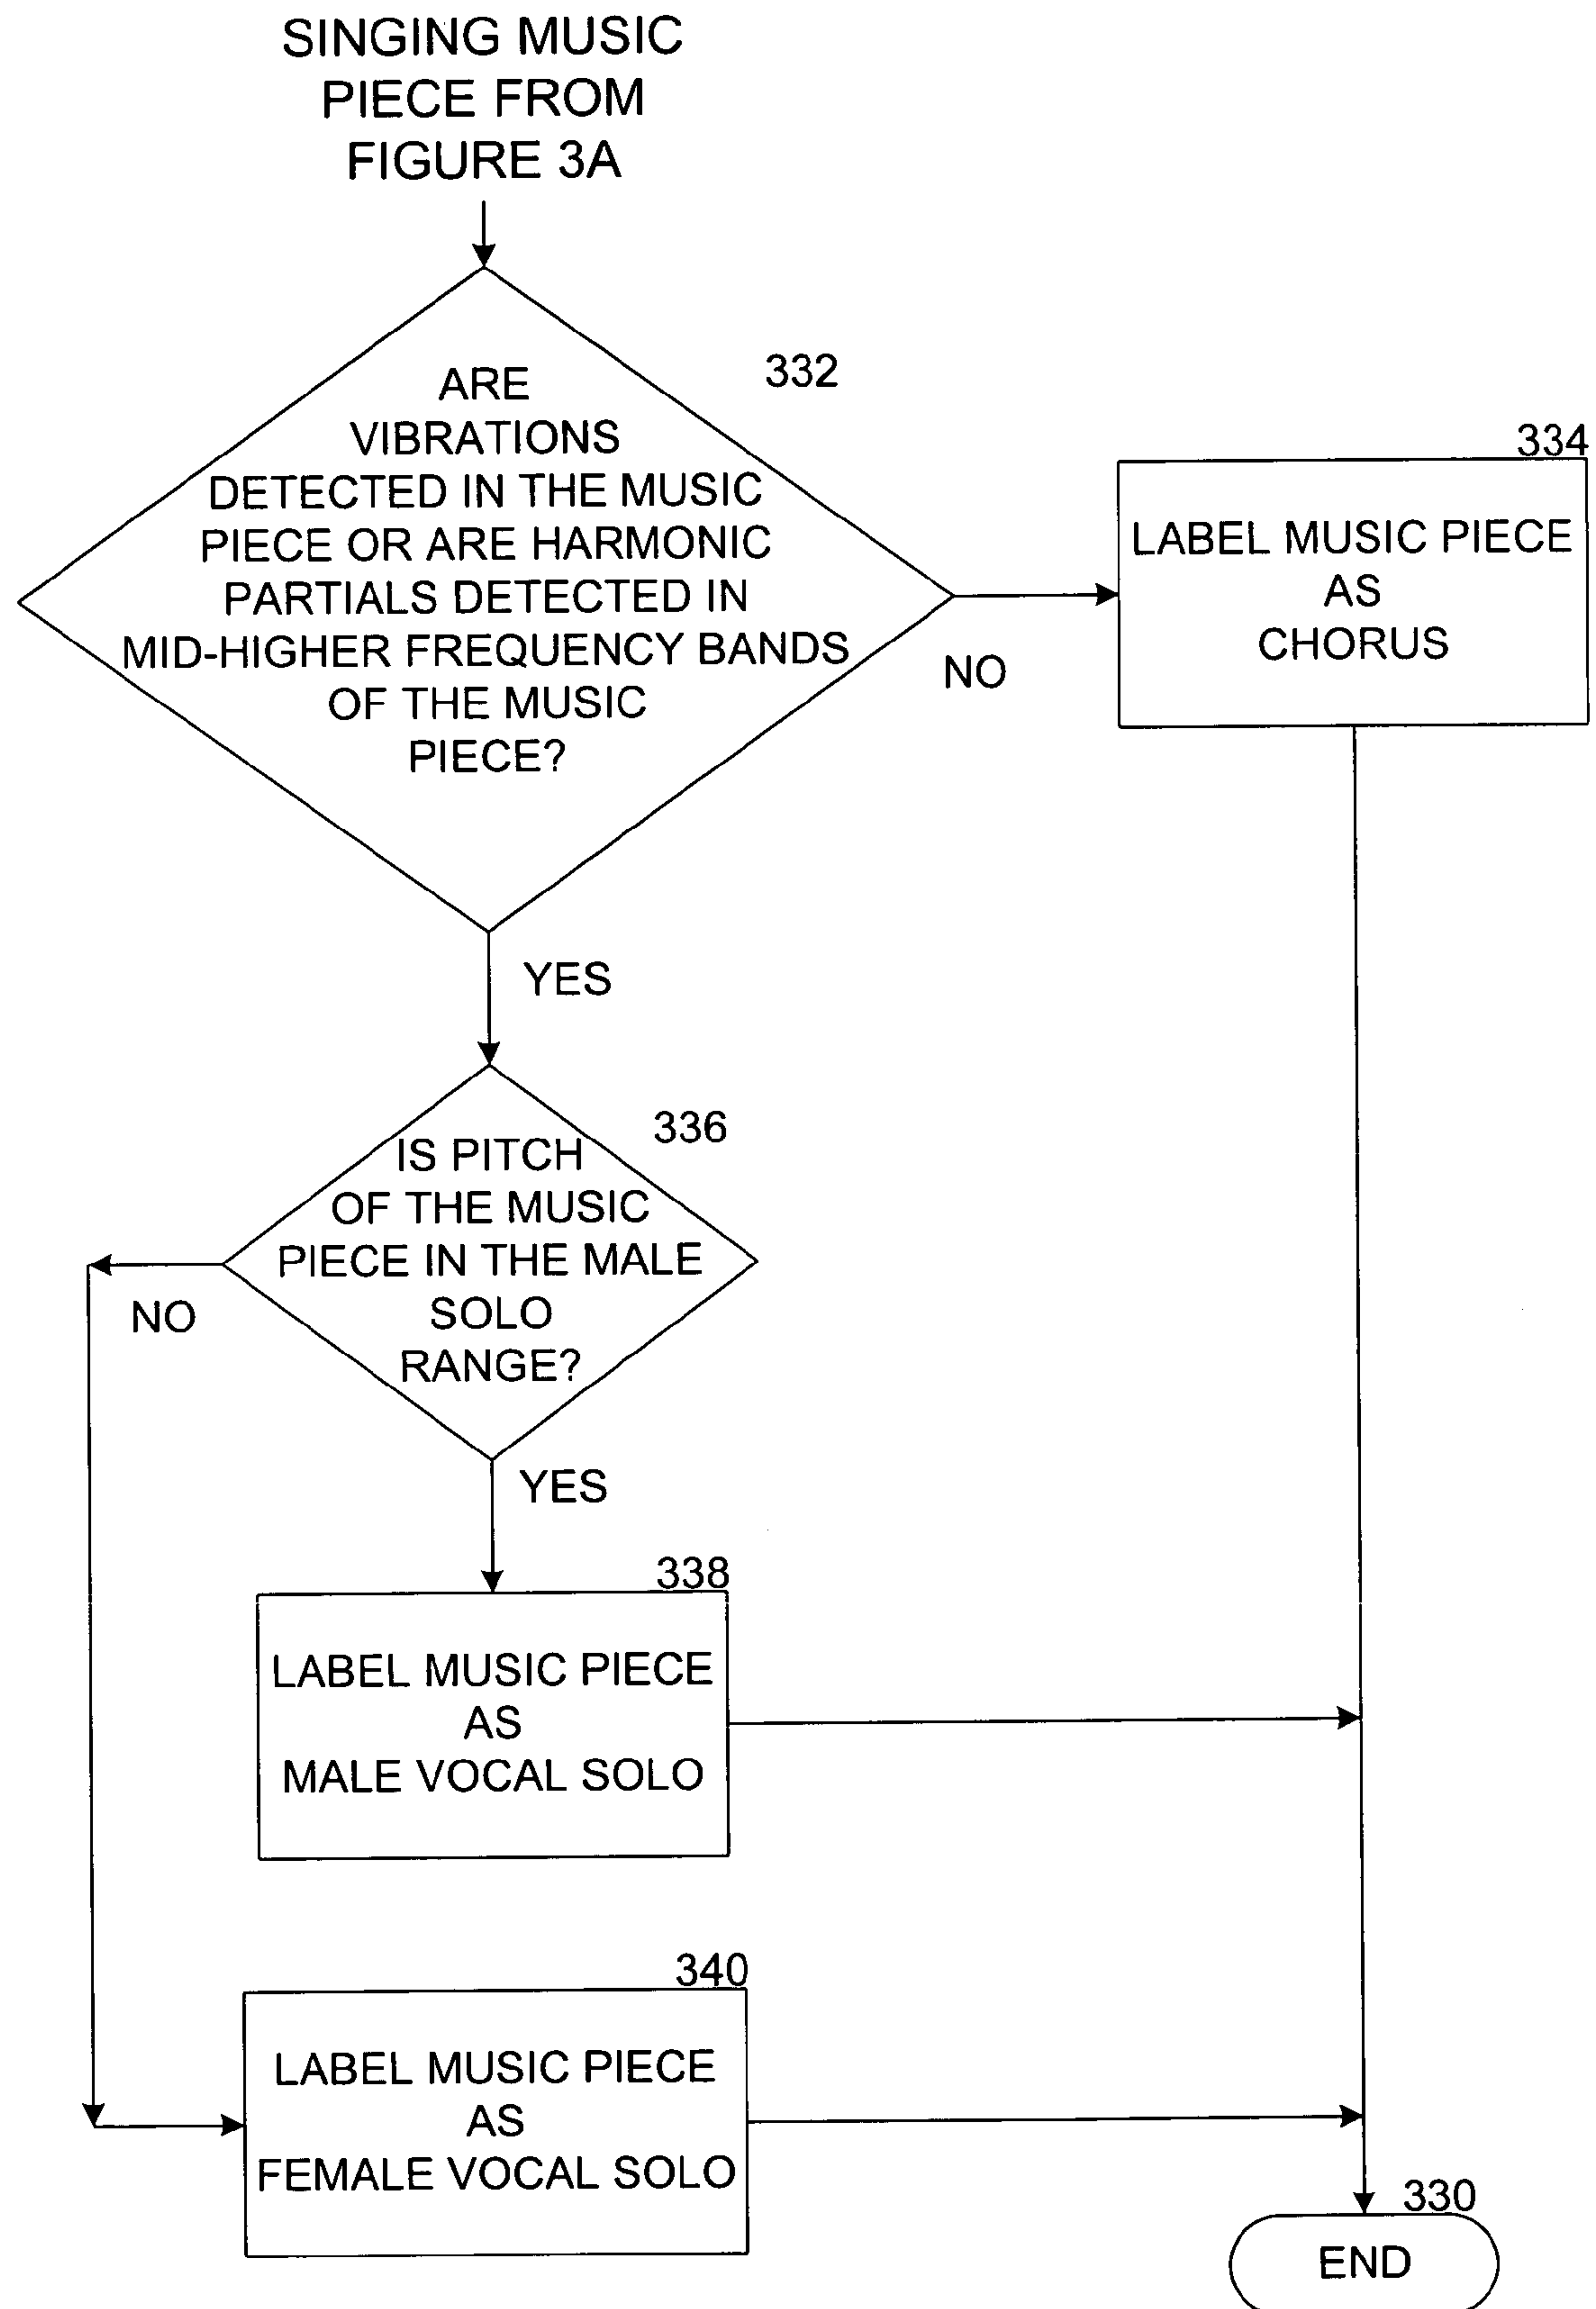 SINGING MUSIC
PIECE FROM
FIGURE 3A
332
ARE
VIBRATIONS
DETECTED IN THE MUSIC
PIECE OR ARE HARMONIC
PARTIALS DETECTED IN
MID-HIGHER FREQUENCY BANDS
OF THE MUSIC
PIECE?
NO
334
LABEL MUSIC PIECE
AS
CHORUS
YES
336
IS PITCH
OF THE MUSIC
PIECE IN THE MALE
SOLO
RANGE?
NO
YES
338
LABEL MUSIC PIECE
AS
MALE VOCAL SOLO
340
LABEL MUSIC PIECE
AS
FEMALE VOCAL SOLO
330
END